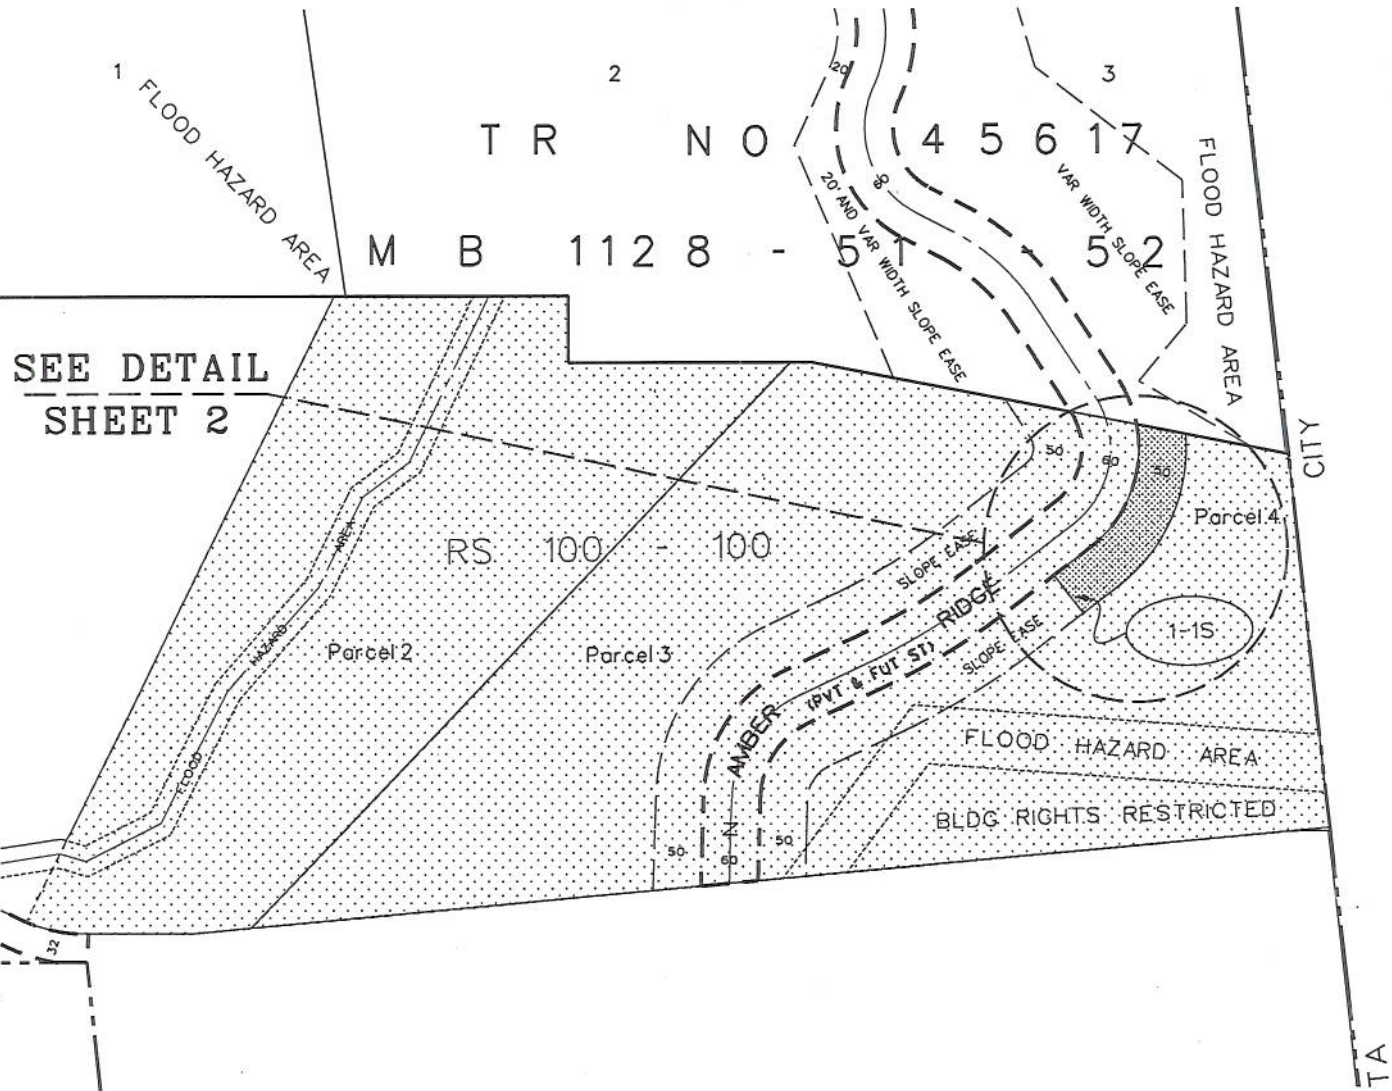 1
2
3
FLOOD HAZARD AREA
TR NO 45617
20
60
20' AND VAR WIDTH SLOPE EASE
VAR WIDTH SLOPE EASE
FLOOD HAZARD AREA
MB 1128 - 51 52
SEE DETAIL
SHEET 2
CITY
50
60
50
Parcel 4
RS 100 - 100
SLOPE EASE
FLOOD HAZARD AREA
Parcel 2
Parcel 3
N AMBER RIDGE
(PVT & FUT ST)
SLOPE EASE
1-1S
FLOOD HAZARD AREA
BLDG RIGHTS RESTRICTED
50
60
50
32
TA